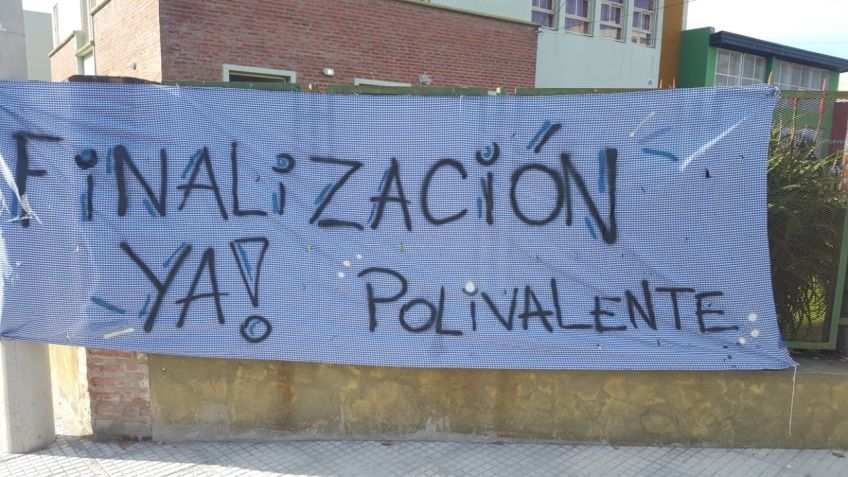 FiNALiZACIÓN
YA! POLIVALENTE